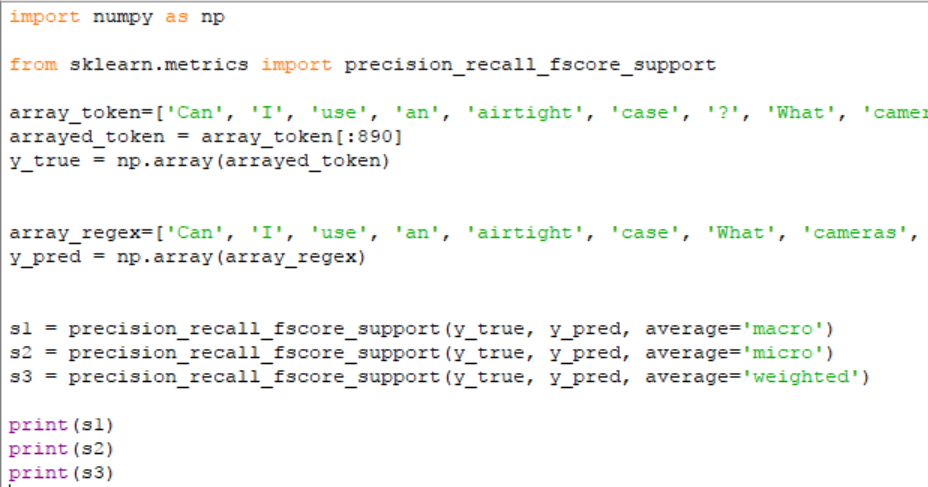 import numpy as np
from sklearn.metrics import precision_recall_fscore_support
array_token=['Can', 'I', 'use', 'an', 'airtight', 'case', '?', 'What', 'camer
arrayed_token = array_token[:890]
y_true = np.array(arrayed_token)
array_regex=['Can', 'I', 'use', 'an', 'airtight', 'case', 'What', 'cameras',
y_pred = np.array(array_regex)
s1 = precision_recall_fscore_support(y_true, y_pred, average='macro')
s2 = precision_recall_fscore_support(y_true, y_pred, average='micro')
s3 = precision_recall_fscore_support(y_true, y_pred, average='weighted')
print(s1)
print(s2)
print(s3)